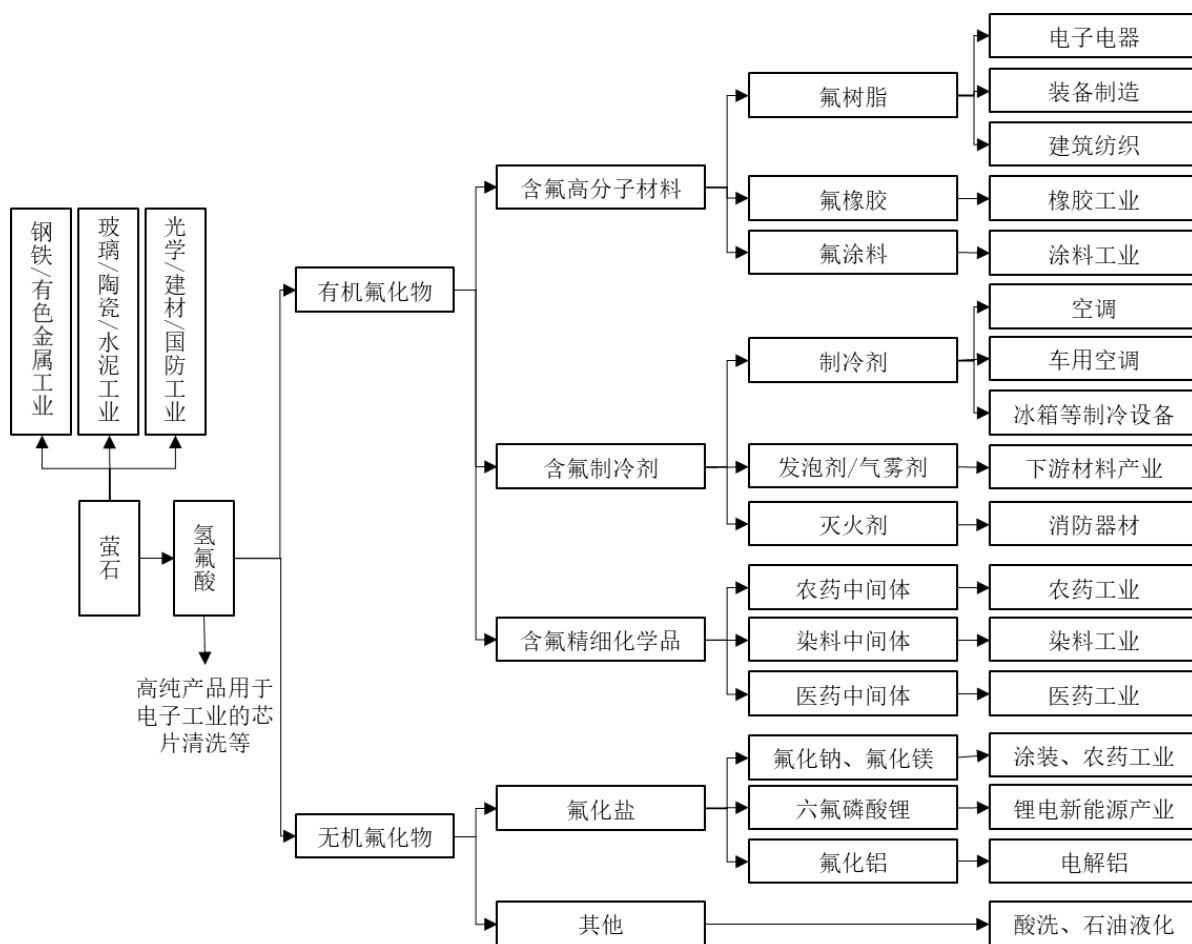 钢铁/有色金属工业
玻璃/陶瓷/水泥工业
光学/建材/国防工业
萤石
氢氟酸
高纯产品用于
电子工业的芯
片清洗等
有机氟化物
无机氟化物
含氟高分子材料
含氟制冷剂
含氟精细化学品
氟化盐
其他
氟树脂
氟橡胶
氟涂料
制冷剂
发泡剂/气雾剂
灭火剂
农药中间体
染料中间体
医药中间体
氟化钠、氟化镁
六氟磷酸锂
氟化铝
电子电器
装备制造
建筑纺织
橡胶工业
涂料工业
空调
车用空调
冰箱等制冷设备
下游材料产业
消防器材
农药工业
染料工业
医药工业
涂装、农药工业
锂电新能源产业
电解铝
酸洗、石油液化